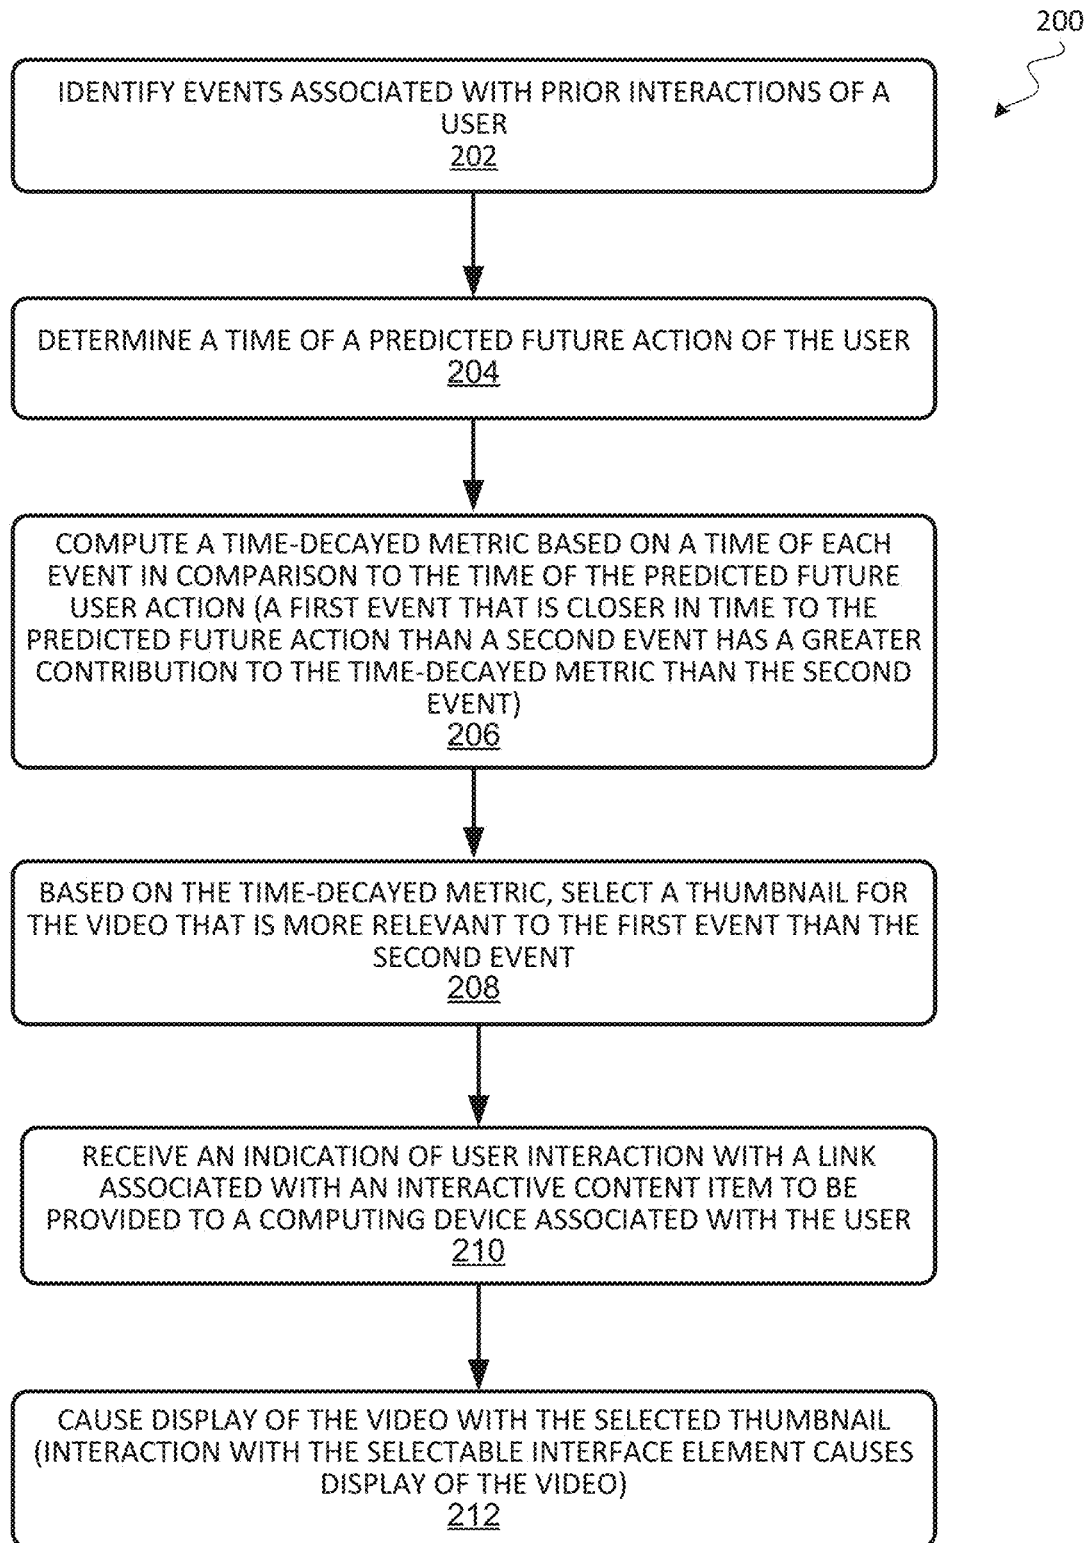 200
IDENTIFY EVENTS ASSOCIATED WITH PRIOR INTERACTIONS OF A
USER
202
DETERMINE A TIME OF A PREDICTED FUTURE ACTION OF THE USER
204
COMPUTE A TIME-DECAYED METRIC BASED ON A TIME OF EACH
EVENT IN COMPARISON TO THE TIME OF THE PREDICTED FUTURE
USER ACTION (A FIRST EVENT THAT IS CLOSER IN TIME TO THE
PREDICTED FUTURE ACTION THAN A SECOND EVENT HAS A GREATER
CONTRIBUTION TO THE TIME-DECAYED METRIC THAN THE SECOND
EVENT)
206
BASED ON THE TIME-DECAYED METRIC, SELECT A THUMBNAIL FOR
THE VIDEO THAT IS MORE RELEVANT TO THE FIRST EVENT THAN THE
SECOND EVENT
208
RECEIVE AN INDICATION OF USER INTERACTION WITH A LINK
ASSOCIATED WITH AN INTERACTIVE CONTENT ITEM TO BE
PROVIDED TO A COMPUTING DEVICE ASSOCIATED WITH THE USER
210
CAUSE DISPLAY OF THE VIDEO WITH THE SELECTED THUMBNAIL
(INTERACTION WITH THE SELECTABLE INTERFACE ELEMENT CAUSES
DISPLAY OF THE VIDEO)
212